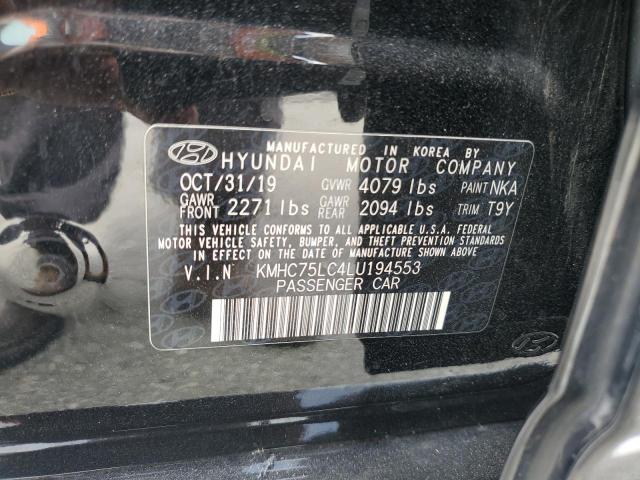 MANUFACTURED IN KOREA BY
HYUNDAI MOTOR COMPANY
OCT/31/19 GVWR 4079 lbs PAINT NKA
GAWR FRONT 2271 lbs GAWR REAR 2094 lbs TRIM T9Y
THIS VEHICLE CONFORMS TO ALL APPLICABLE U.S.A. FEDERAL
MOTOR VEHICLE SAFETY, BUMPER, AND THEFT PREVENTION STANDARDS
IN EFFECT ON THE DATE OF MANUFACTURE SHOWN ABOVE.
V.I.N KMHC75LC4LU194553
PASSENGER CAR